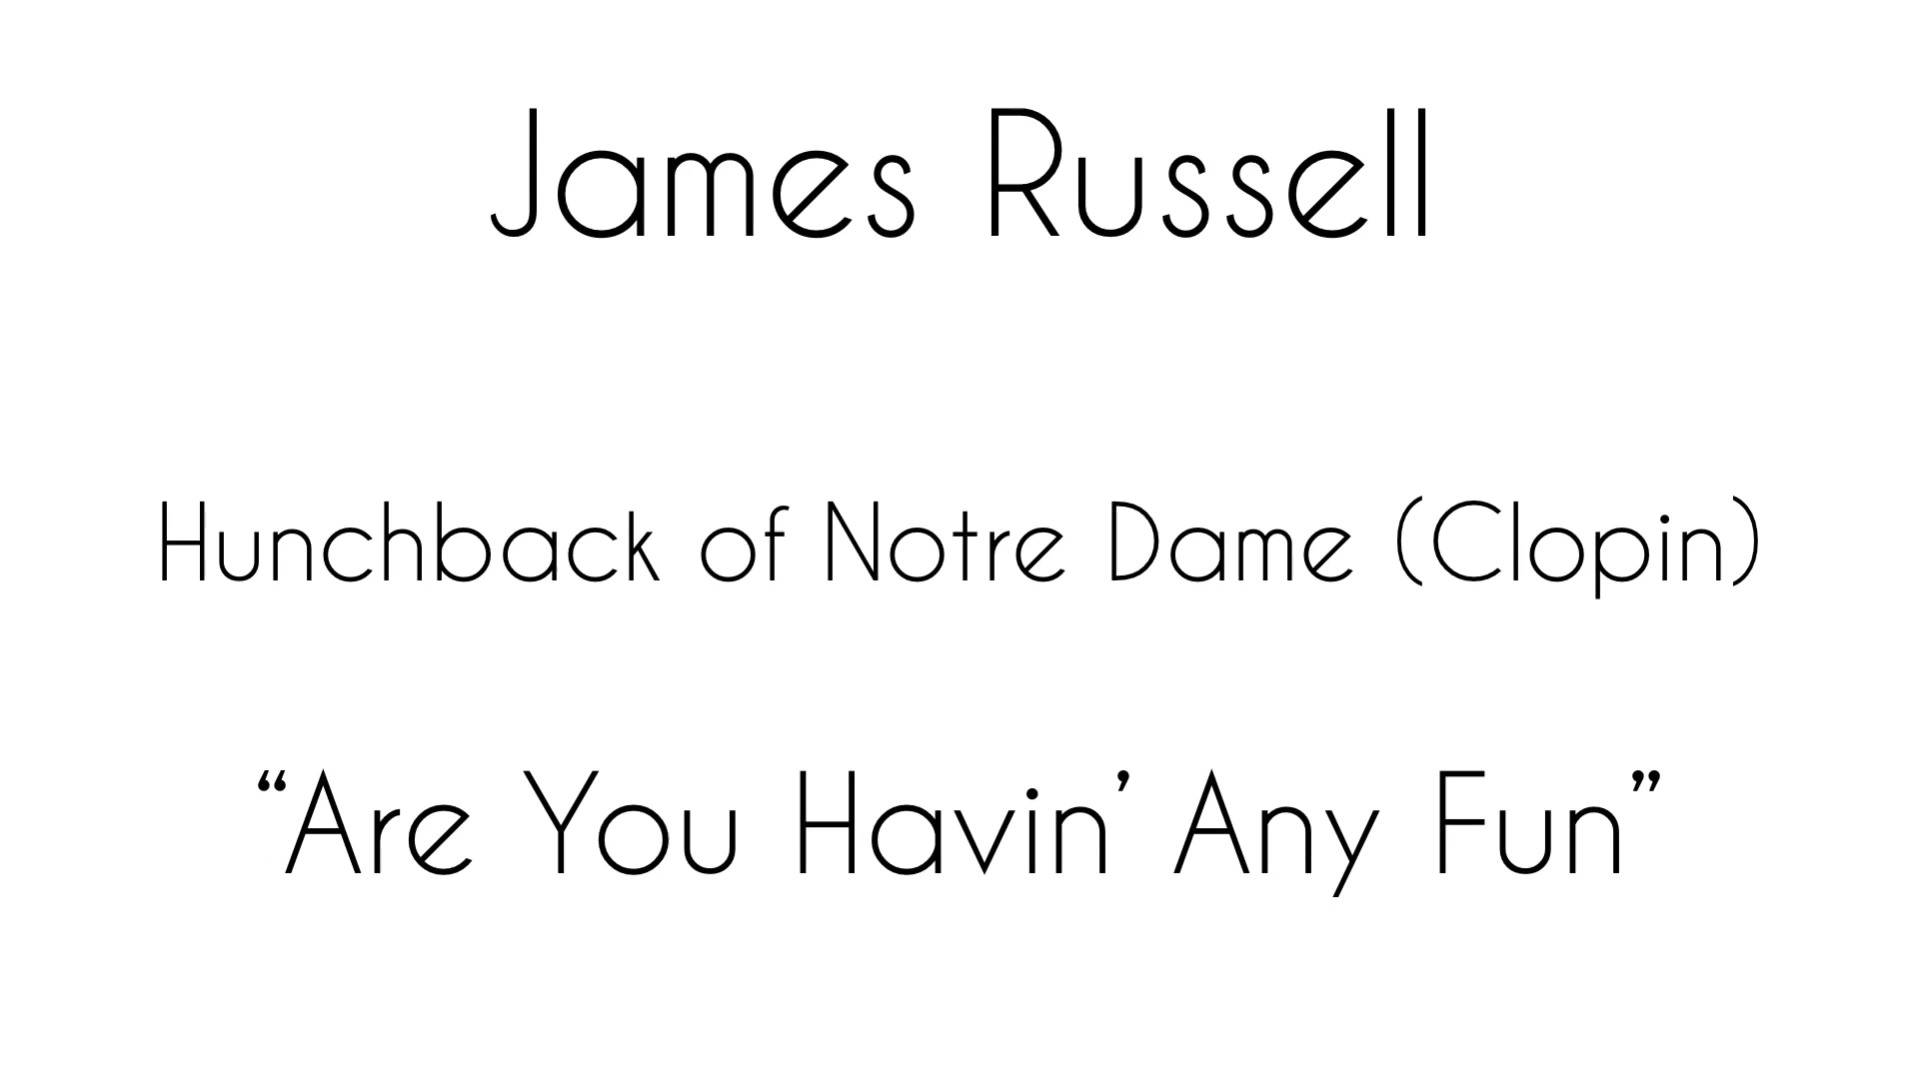 James Russell
Hunchback of Notre Dame (Clopin)
“Are You Havin’ Any Fun”